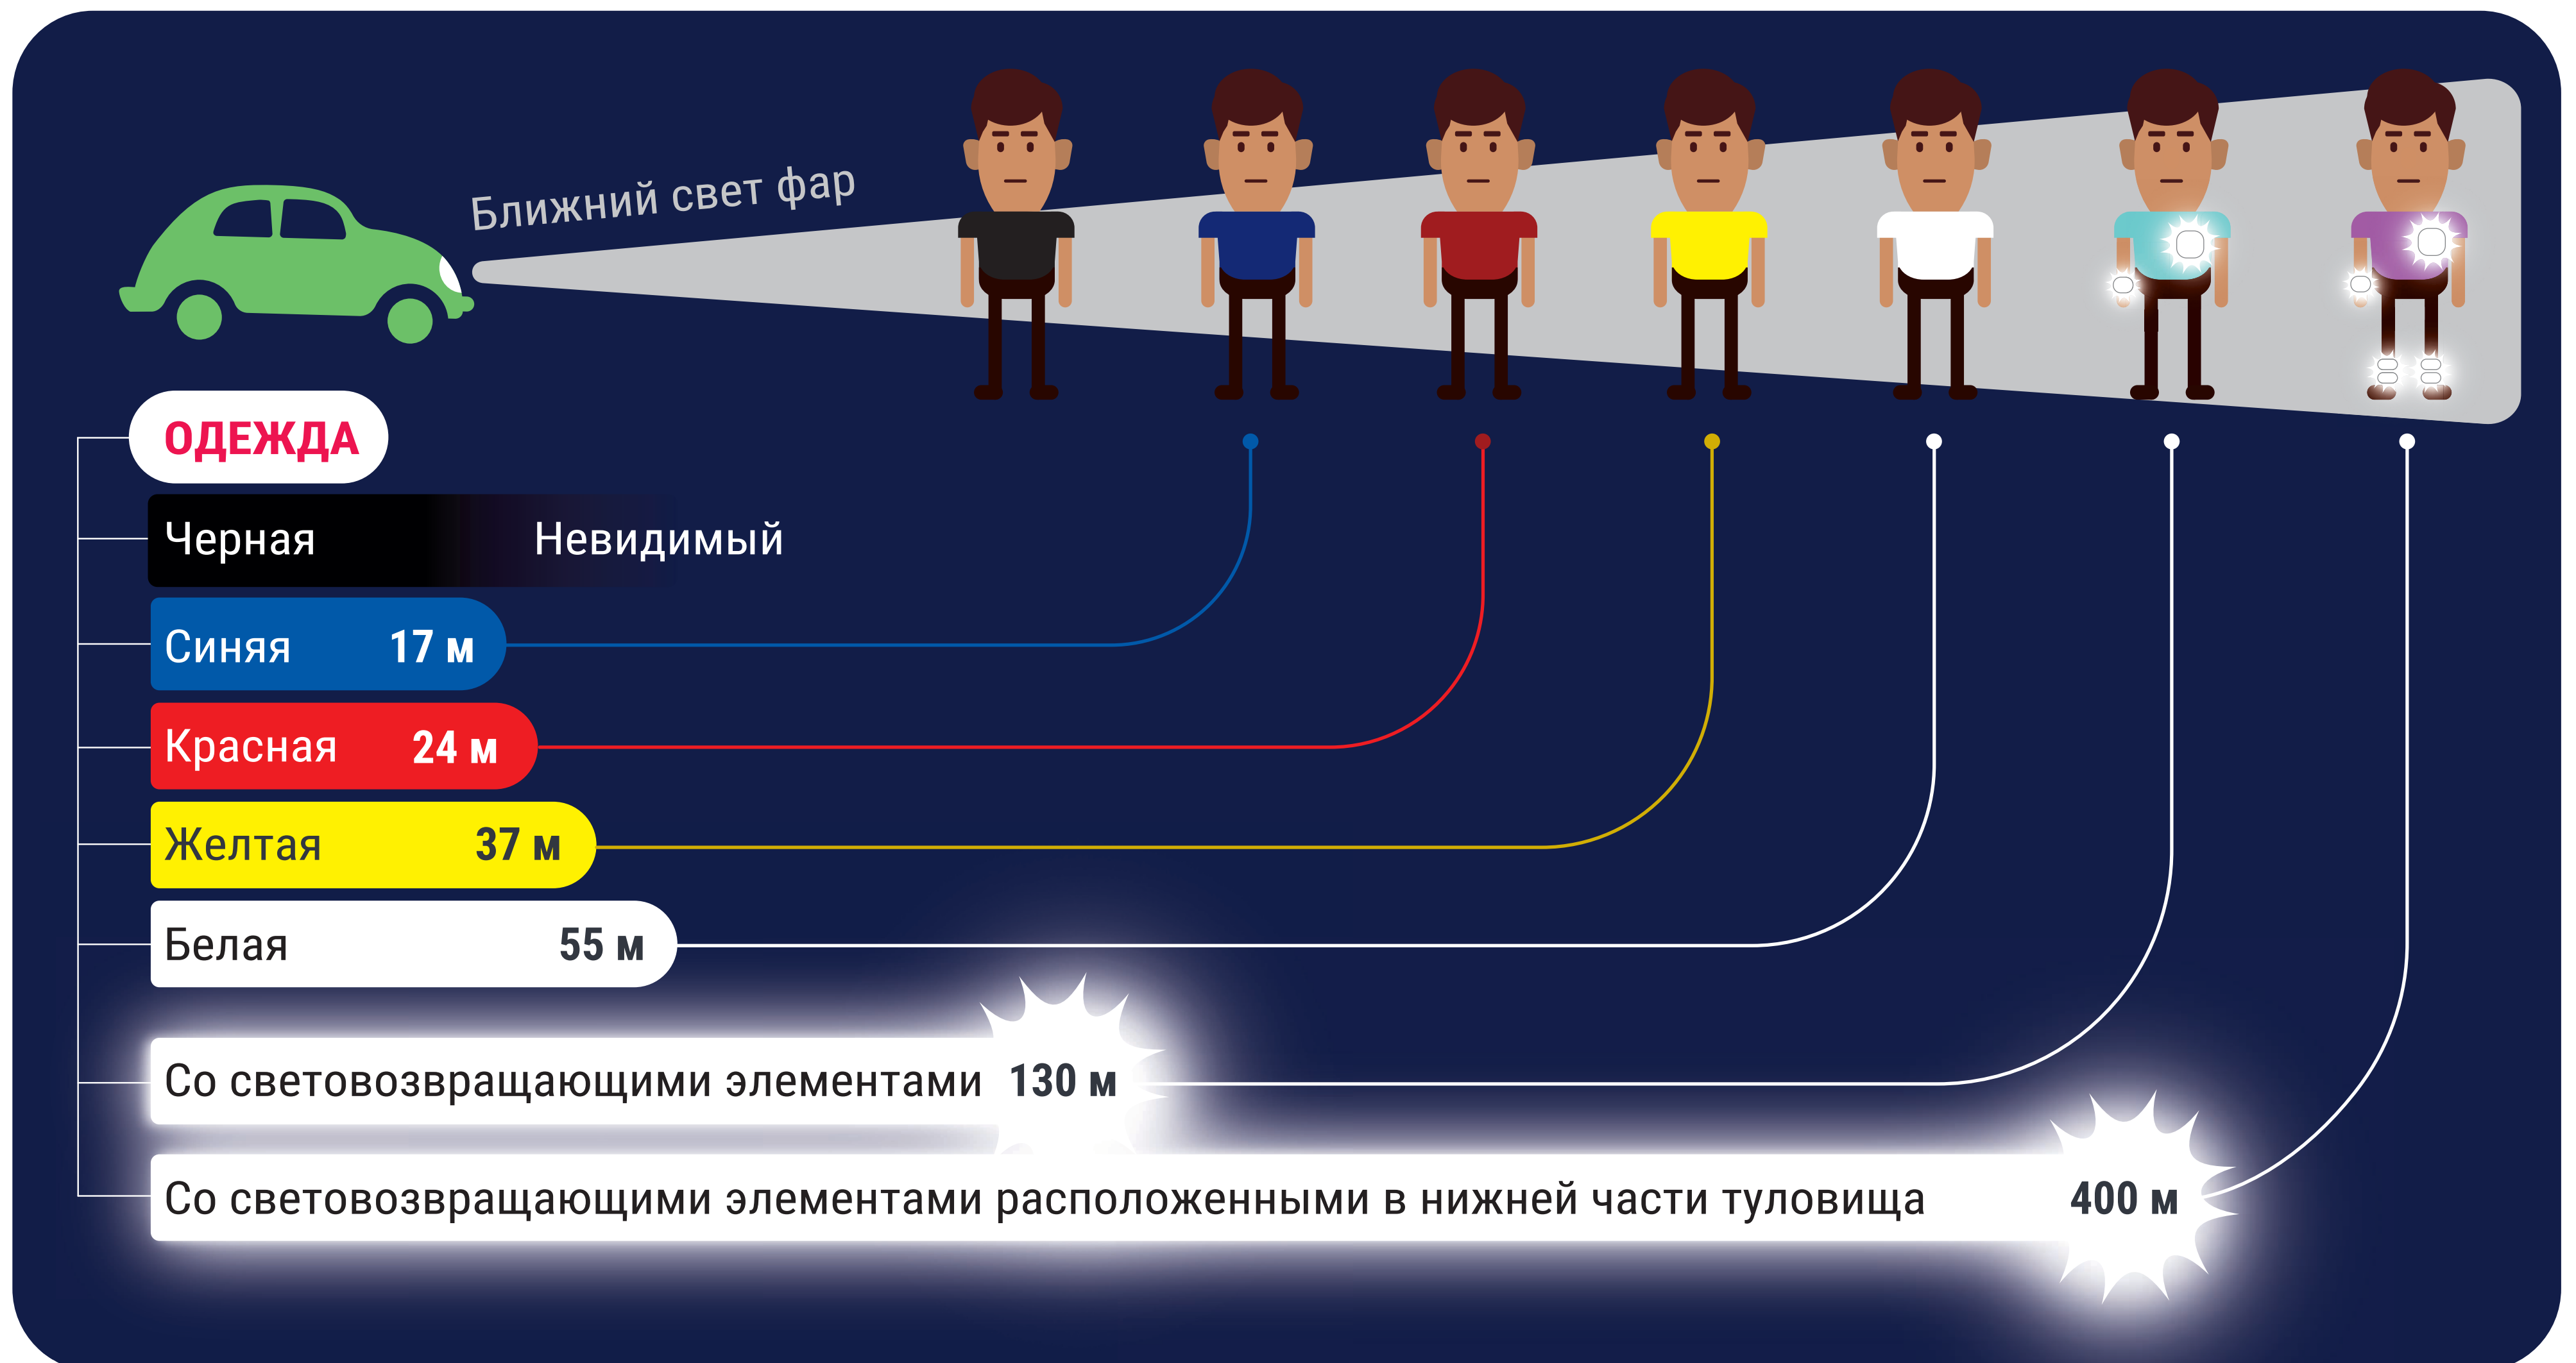 Ближний свет фар
ОДЕЖДА
Черная Невидимый
Синяя 17 м
Красная 24 м
Желтая 37 м
Белая 55 м
Со световозвращающими элементами 130 м
Со световозвращающими элементами расположенными в нижней части туловища 400 м